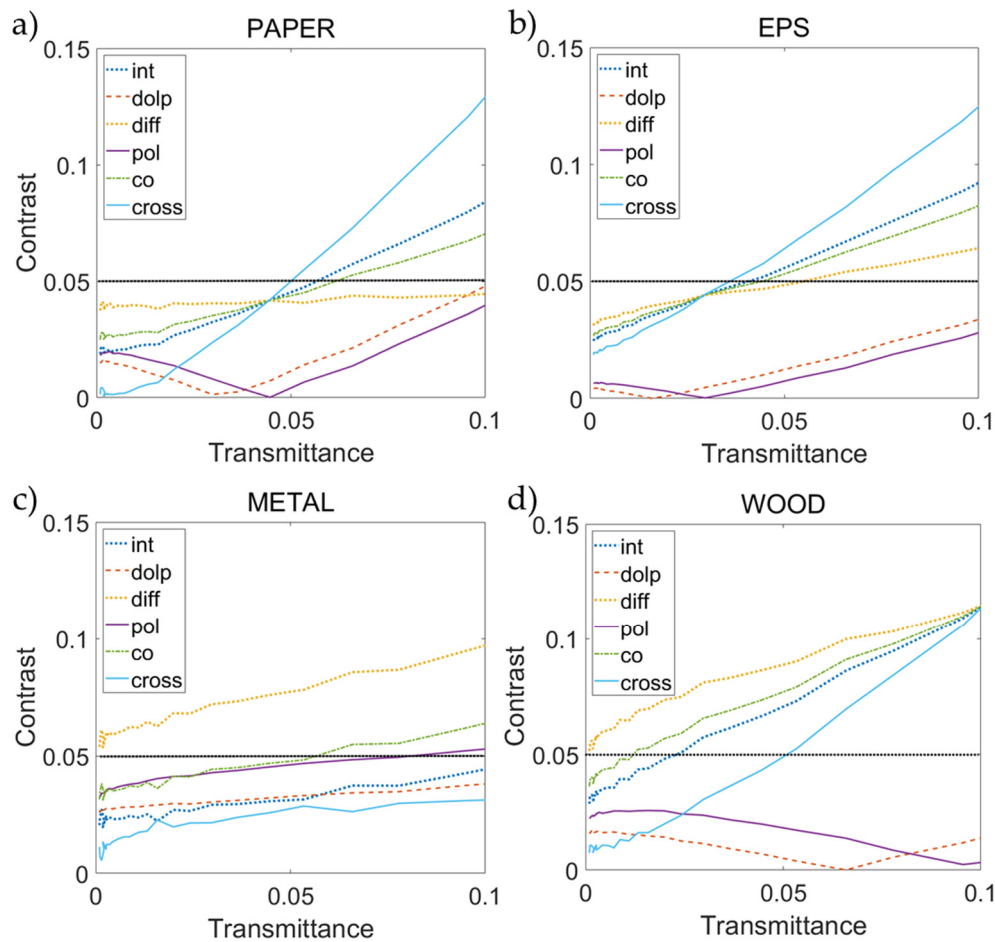 a)
PAPER
0.15
0.1
0.05
0
Contrast
int
dolp
diff
pol
co
cross
0
0.05
0.1
Transmittance
b)
EPS
0.15
0.1
0.05
0
Contrast
int
dolp
diff
pol
co
cross
0
0.05
0.1
Transmittance
c)
METAL
0.15
0.1
0.05
0
Contrast
int
dolp
diff
pol
co
cross
0
0.05
0.1
Transmittance
d)
WOOD
0.15
0.1
0.05
0
Contrast
int
dolp
diff
pol
co
cross
0
0.05
0.1
Transmittance